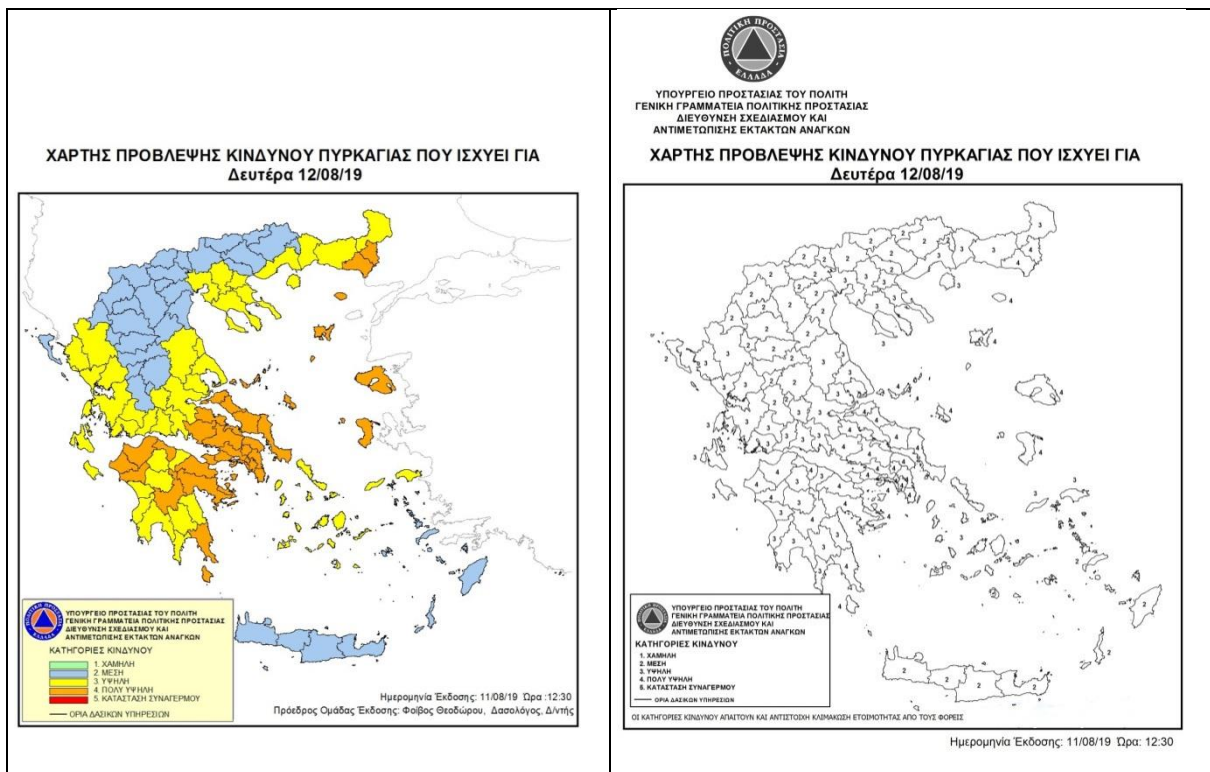 ΧΑΡΤΗΣ ΠΡΟΒΛΕΨΗΣ ΚΙΝΔΥΝΟΥ ΠΥΡΚΑΓΙΑΣ ΠΟΥ ΙΣΧΥΕΙ ΓΙΑ
Δευτέρα 12/08/19
ΠΟΛΙΤΙΚΗ ΠΡΟΣΤΑΣΙΑ
ΕΛΛΑΔΑ
ΥΠΟΥΡΓΕΙΟ ΠΡΟΣΤΑΣΙΑΣ ΤΟΥ ΠΟΛΙΤΗ
ΓΕΝΙΚΗ ΓΡΑΜΜΑΤΕΙΑ ΠΟΛΙΤΙΚΗΣ ΠΡΟΣΤΑΣΙΑΣ
ΔΙΕΥΘΥΝΣΗ ΣΧΕΔΙΑΣΜΟΥ ΚΑΙ
ΑΝΤΙΜΕΤΩΠΙΣΗΣ ΕΚΤΑΚΤΩΝ ΑΝΑΓΚΩΝ
ΚΑΤΗΓΟΡΙΕΣ ΚΙΝΔΥΝΟΥ
1. ΧΑΜΗΛΗ
2. ΜΕΣΗ
3. ΥΨΗΛΗ
4. ΠΟΛΥ ΥΨΗΛΗ
5. ΚΑΤΑΣΤΑΣΗ ΣΥΝΑΓΕΡΜΟΥ
ΟΡΙΑ ΔΑΣΙΚΩΝ ΥΠΗΡΕΣΙΩΝ
Ημερομηνία Έκδοσης: 11/08/19 Ώρα :12:30
Πρόεδρος Ομάδας Έκδοσης: Φοίβος Θεοδώρου, Δασολόγος, Δ/ντής
ΠΟΛΙΤΙΚΗ ΠΡΟΣΤΑΣΙΑ
ΕΛΛΑΔΑ
ΥΠΟΥΡΓΕΙΟ ΠΡΟΣΤΑΣΙΑΣ ΤΟΥ ΠΟΛΙΤΗ
ΓΕΝΙΚΗ ΓΡΑΜΜΑΤΕΙΑ ΠΟΛΙΤΙΚΗΣ ΠΡΟΣΤΑΣΙΑΣ
ΔΙΕΥΘΥΝΣΗ ΣΧΕΔΙΑΣΜΟΥ ΚΑΙ
ΑΝΤΙΜΕΤΩΠΙΣΗΣ ΕΚΤΑΚΤΩΝ ΑΝΑΓΚΩΝ
ΧΑΡΤΗΣ ΠΡΟΒΛΕΨΗΣ ΚΙΝΔΥΝΟΥ ΠΥΡΚΑΓΙΑΣ ΠΟΥ ΙΣΧΥΕΙ ΓΙΑ
Δευτέρα 12/08/19
ΥΠΟΥΡΓΕΙΟ ΠΡΟΣΤΑΣΙΑΣ ΤΟΥ ΠΟΛΙΤΗ
ΓΕΝΙΚΗ ΓΡΑΜΜΑΤΕΙΑ ΠΟΛΙΤΙΚΗΣ ΠΡΟΣΤΑΣΙΑΣ
ΔΙΕΥΘΥΝΣΗ ΣΧΕΔΙΑΣΜΟΥ ΚΑΙ
ΑΝΤΙΜΕΤΩΠΙΣΗΣ ΕΚΤΑΚΤΩΝ ΑΝΑΓΚΩΝ
ΚΑΤΗΓΟΡΙΕΣ ΚΙΝΔΥΝΟΥ
1. ΧΑΜΗΛΗ
2. ΜΕΣΗ
3. ΥΨΗΛΗ
4. ΠΟΛΥ ΥΨΗΛΗ
5. ΚΑΤΑΣΤΑΣΗ ΣΥΝΑΓΕΡΜΟΥ
ΟΡΙΑ ΔΑΣΙΚΩΝ ΥΠΗΡΕΣΙΩΝ
ΟΙ ΚΑΤΗΓΟΡΙΕΣ ΚΙΝΔΥΝΟΥ ΑΠΑΙΤΟΥΝ ΚΑΙ ΑΝΤΙΣΤΟΙΧΗ ΚΛΙΜΑΚΩΣΗ ΕΤΟΙΜΟΤΗΤΑΣ ΑΠΟ ΤΟΥΣ ΦΟΡΕΙΣ
Ημερομηνία Έκδοσης: 11/08/19 Ώρα: 12:30